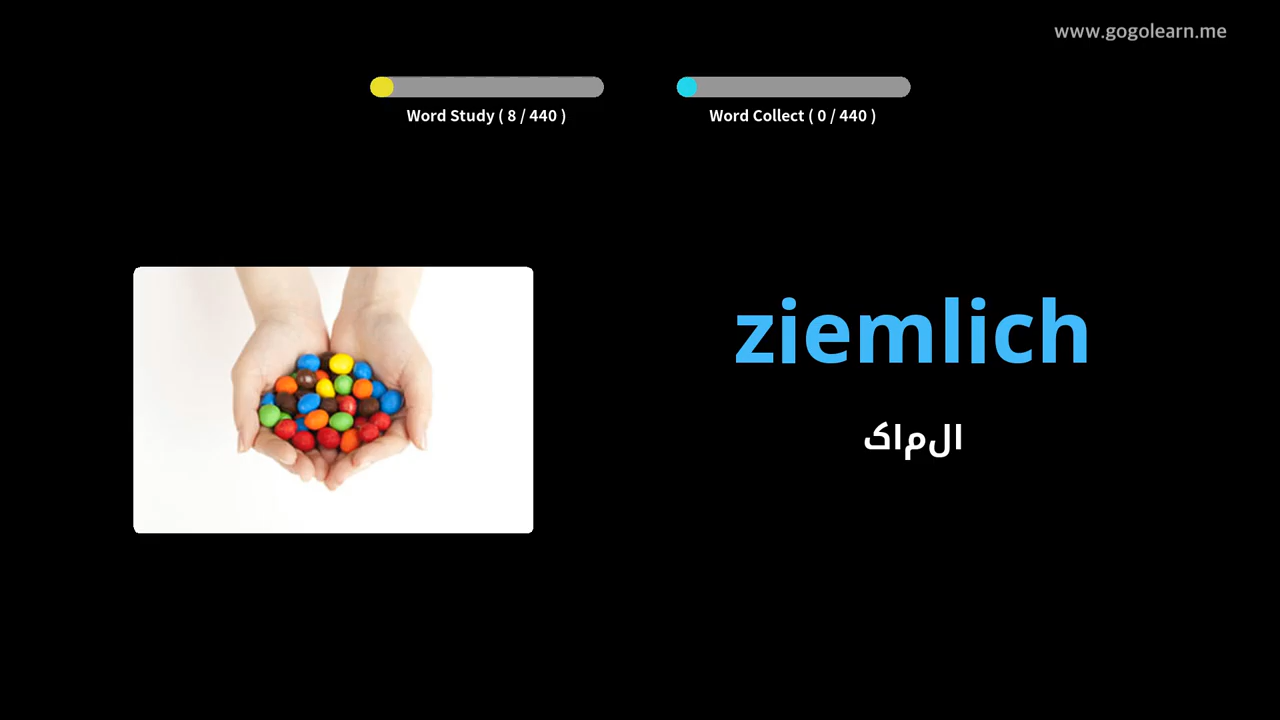 www.gogolearn.me
Word Study ( 8 / 440 )
Word Collect ( 0 / 440 )
ziemlich
الماک